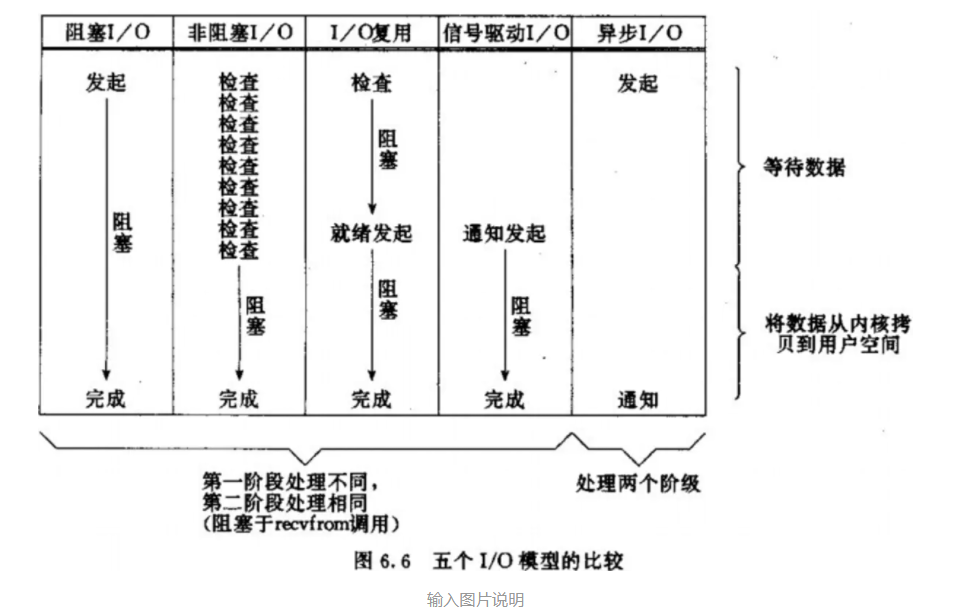 阻塞I/O 非阻塞I/O I/O复用 信号驱动I/O 异步I/O
发起 检查 检查 发起
检查
检查
检查
检查
检查
检查
检查
检查
阻塞
阻塞
就绪发起 通知发起
阻塞 阻塞 阻塞
完成 完成 完成 完成 通知
等待数据
将数据从内核拷
贝到用户空间
第一阶段处理不同，
第二阶段处理相同
(阻塞于recvfrom调用)
处理两个阶级
图 6.6 五个 I/O 模型的比较
输入图片说明